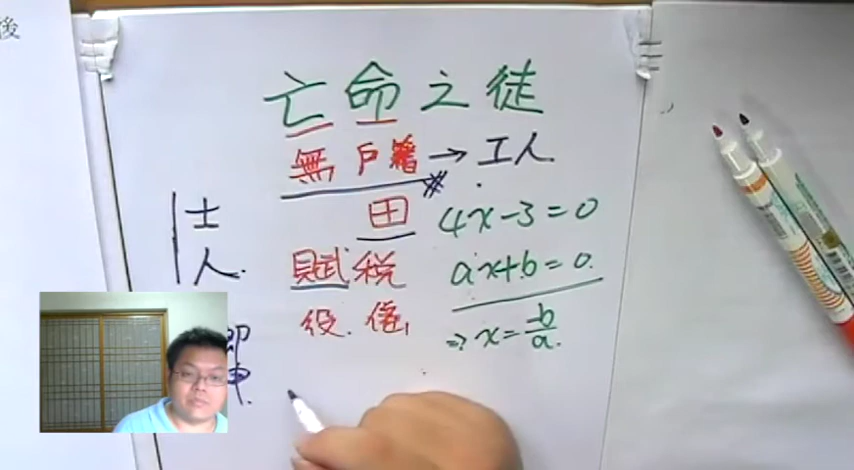 後
亡命之徒
無戶籍→工人
士
人.
田
賦稅
役.
4x-3=0
ax+b=0.
⇒x=-b/a.